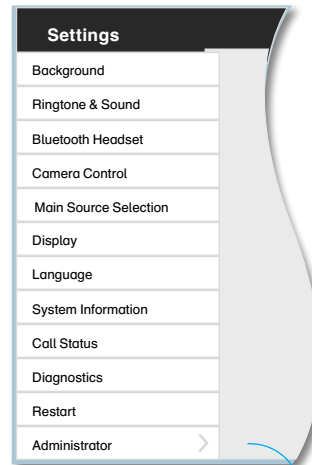 Settings
Background
Ringtone & Sound
Bluetooth Headset
Camera Control
Main Source Selection
Display
Language
System Information
Call Status
Diagnostics
Restart
Administrator